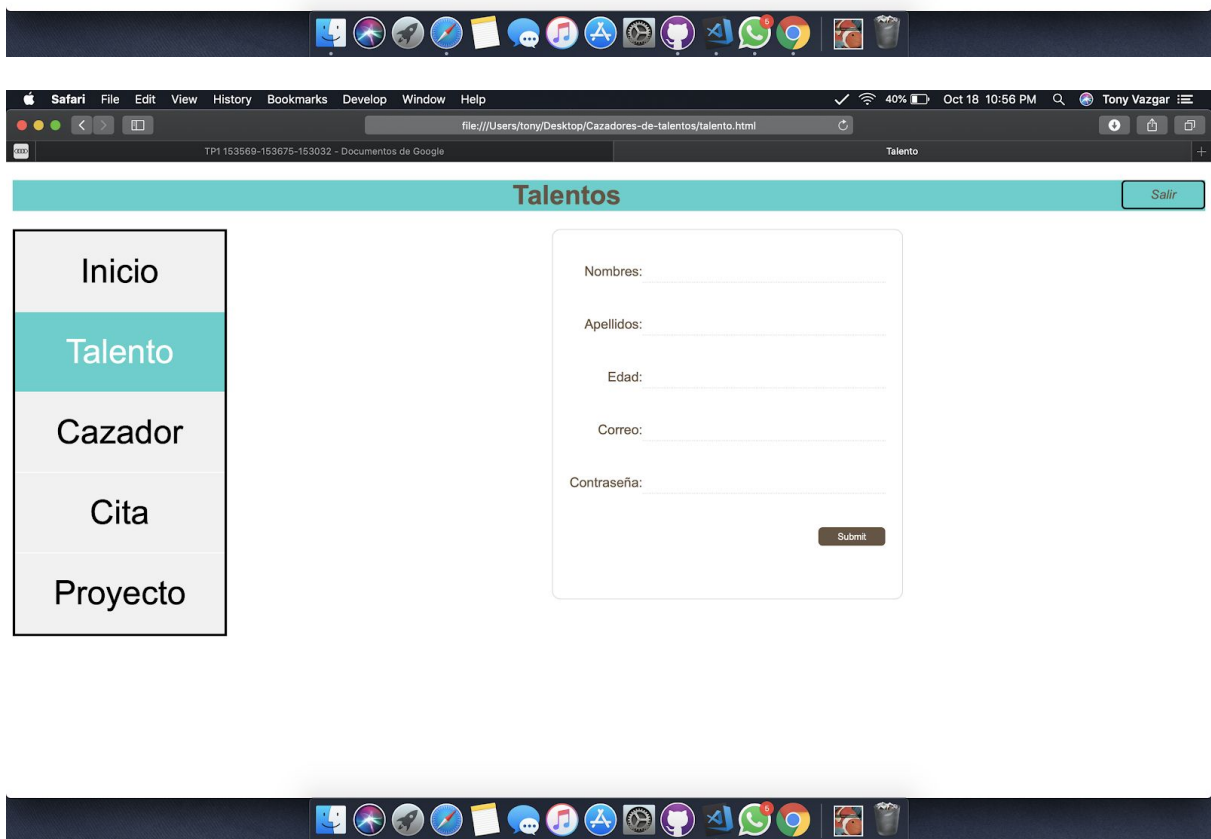 5
Safari File Edit View History Bookmarks Develop Window Help 40% Oct 18 10:56 PM Tony Vazgar
file:///Users/tony/Desktop/Cazadores-de-talentos/talento.html
TP1 153569-153675-153032 - Documentos de Google Talento
Talentos Salir
Inicio
Talento
Cazador
Cita
Proyecto
Nombres:
Apellidos:
Edad:
Correo:
Contraseña:
Submit
5